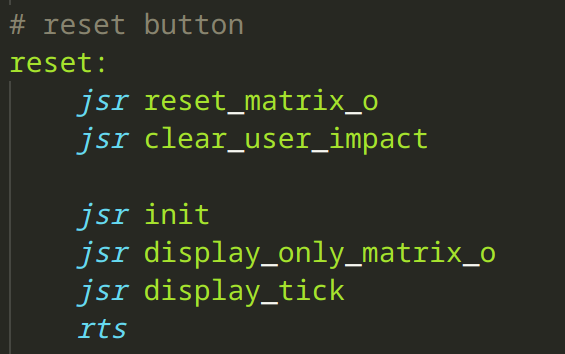 # reset button
reset:
    jsr reset_matrix_o
    jsr clear_user_impact

    jsr init
    jsr display_only_matrix_o
    jsr display_tick
    rts